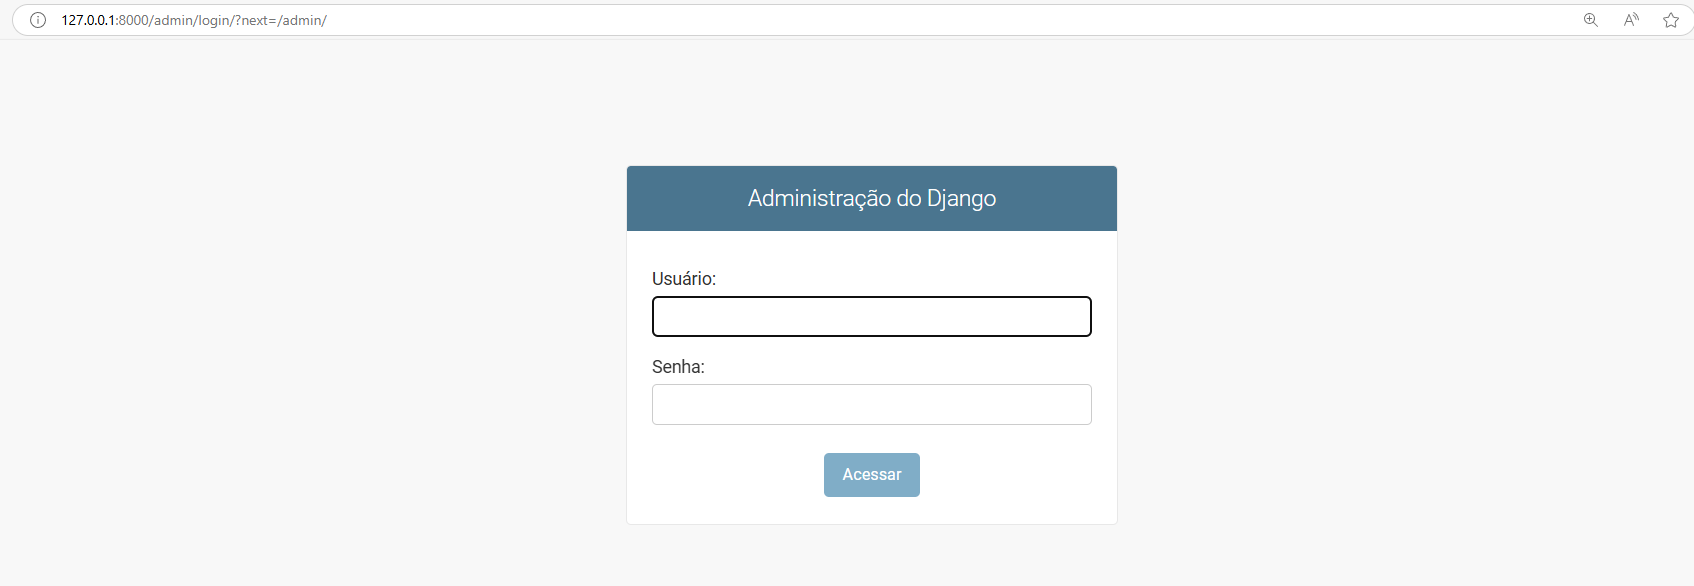 127.0.0.1:8000/admin/login/?next=/admin/
Administração do Django
Usuário:
Senha:
Acessar